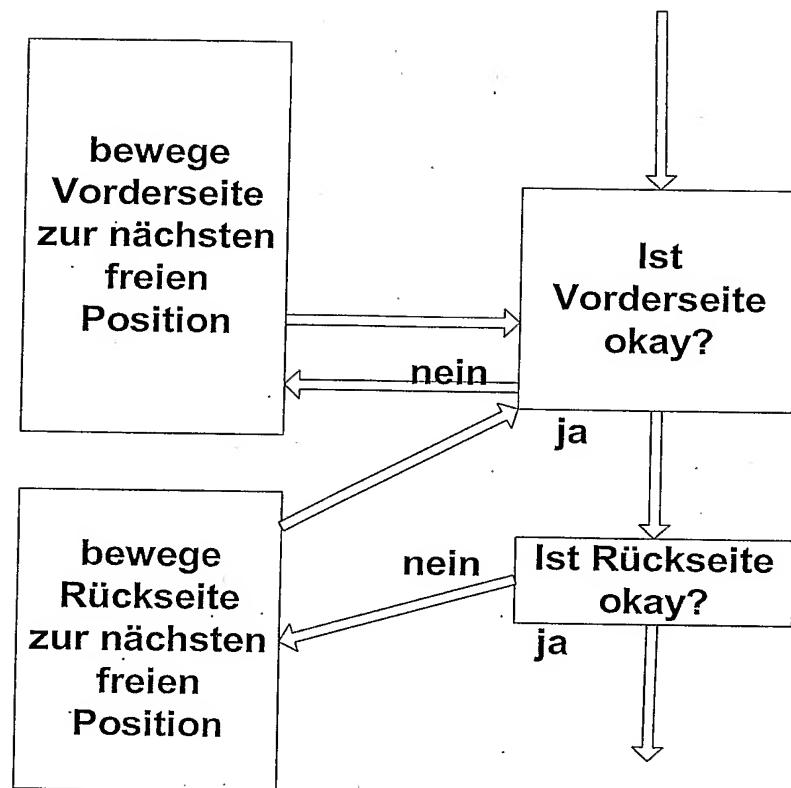 bewege
Vorderseite
zur nächsten
freien
Position
Ist
Vorderseite
okay?
nein
ja
bewege
Rückseite
zur nächsten
freien
Position
nein
Ist Rückseite
okay?
ja